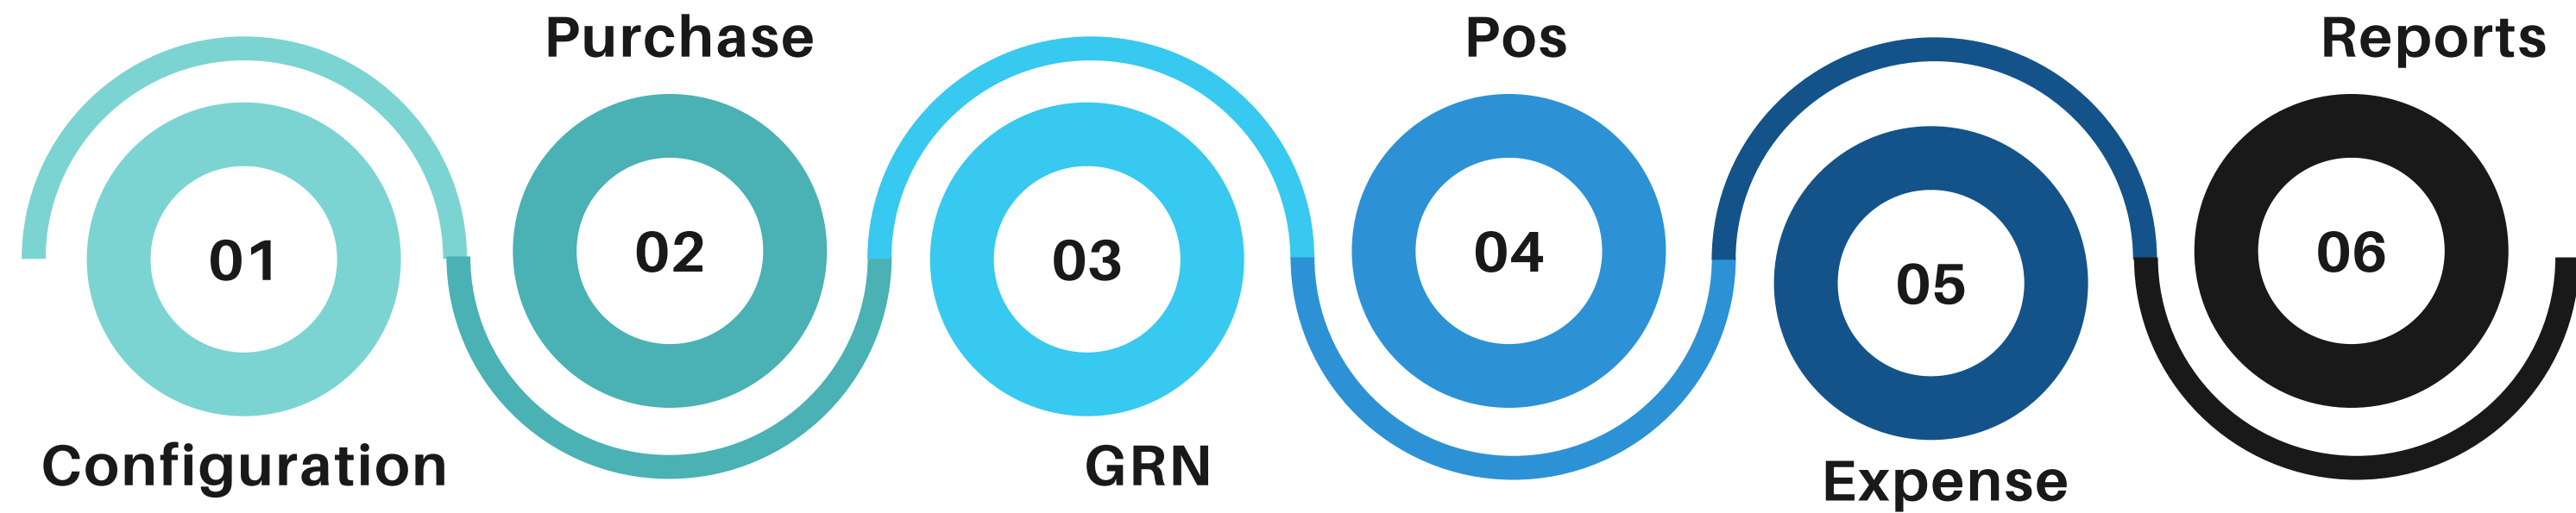 01
Configuration
Purchase
02
03
GRN
Pos
04
05
Expense
Reports
06